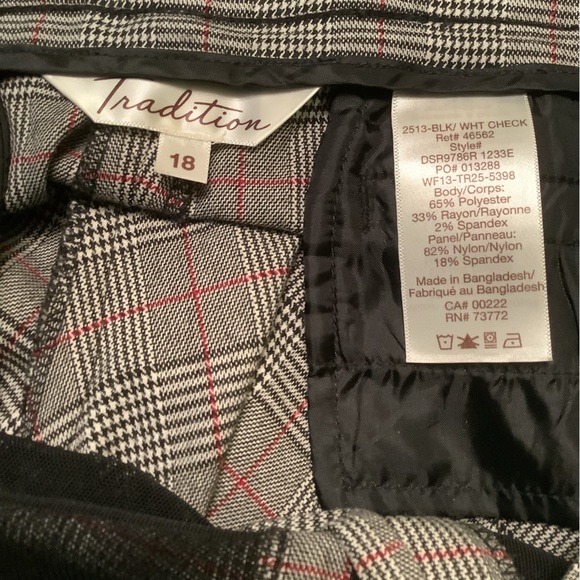 Tradition
18
2513-BLK/ WHT CHECK
Ref# 46562
Style#
DSR9786R 1233E
PO# 013288
WF13-TR25-5398
Body/Corps:
65% Polyester
33% Rayon/Rayonne
2% Spandex
Panel/Panneau:
82% Nylon/Nylon
18% Spandex
Made in Bangladesh/
Fabriqué au Bangladesh
CA# 00222
RN# 73772